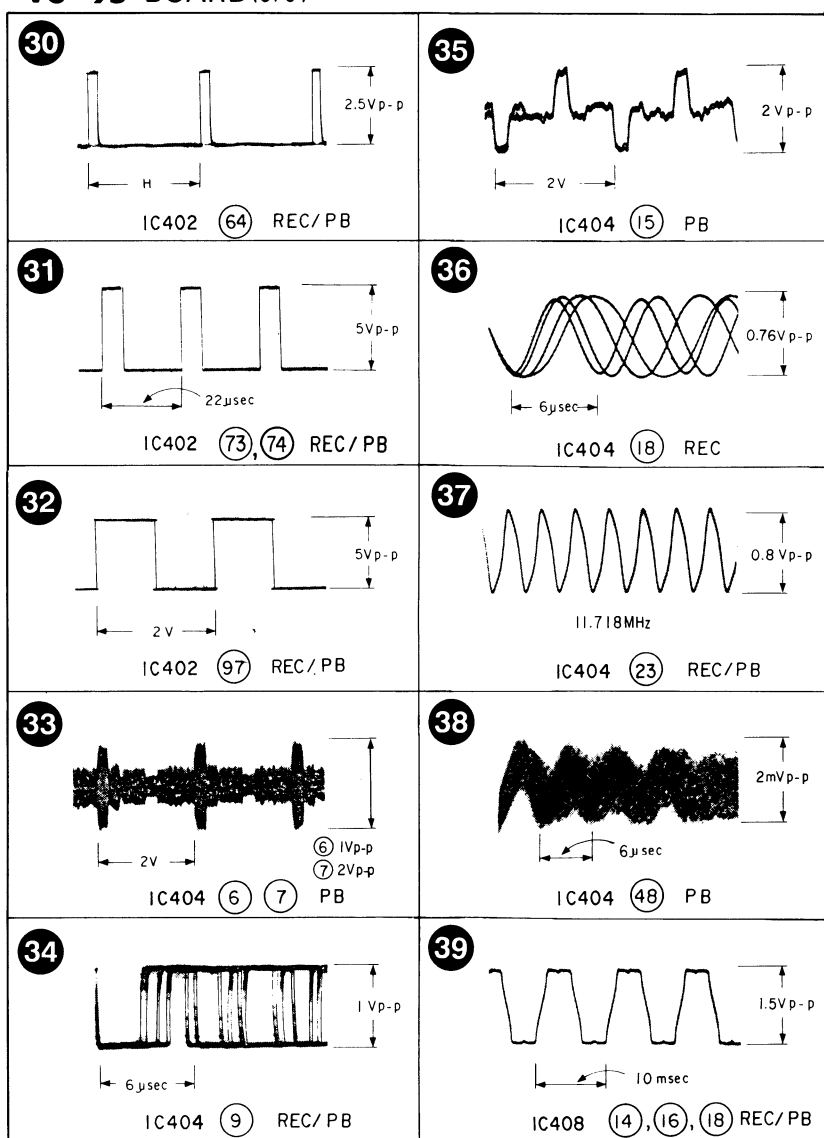 30
2.5Vp-p
H
IC402 64 REC/PB
31
5Vp-p
22μsec
IC402 73, 74 REC/PB
32
5Vp-p
2V
IC402 97 REC/PB
33
2V
6 1Vp-p
7 2Vp-p
IC404 6 7 PB
34
1Vp-p
6μsec
IC404 9 REC/PB
35
2Vp-p
2V
IC404 15 PB
36
0.76Vp-p
6μsec
IC404 18 REC
37
0.8Vp-p
11.718MHz
IC404 23 REC/PB
38
2mVp-p
6μsec
IC404 48 PB
39
1.5Vp-p
10msec
IC408 14, 16, 18 REC/PB